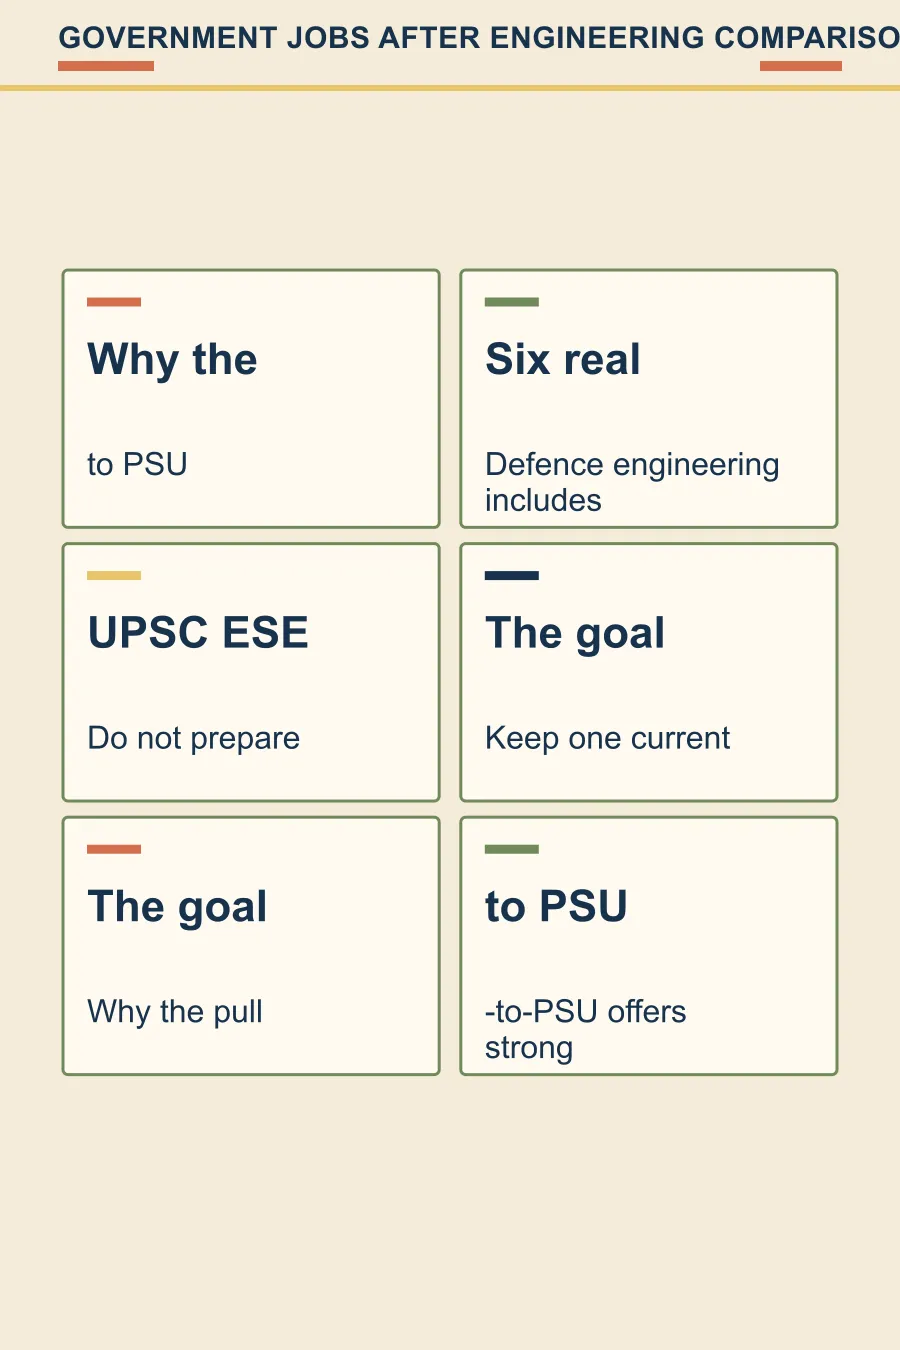 GOVERNMENT JOBS AFTER ENGINEERING COMPARISO
Why the
to PSU
Six real
Defence engineering
includes
UPSC ESE
Do not prepare
The goal
Keep one current
The goal
Why the pull
to PSU
-to-PSU offers
strong